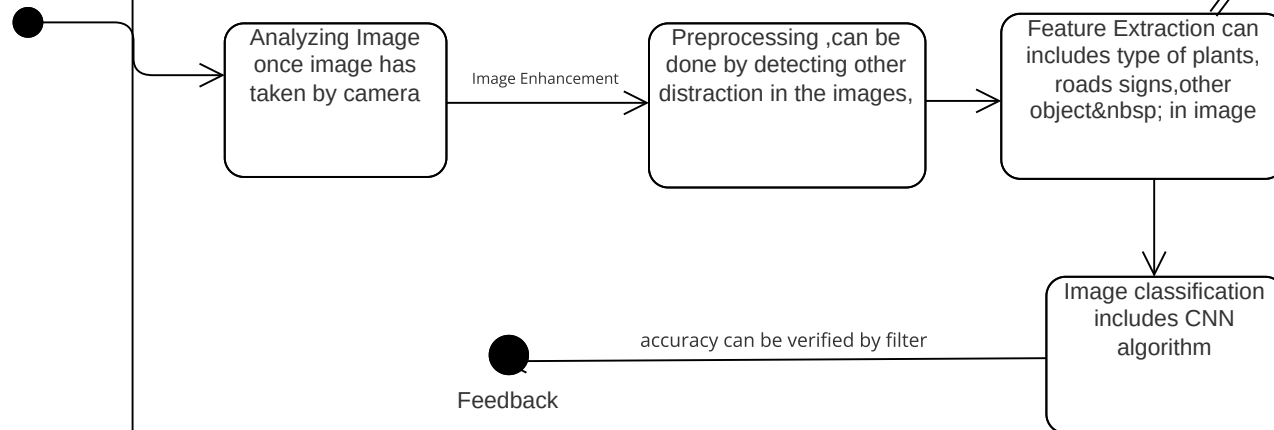 Analyzing Image
once image has
taken by camera
Image Enhancement
Preprocessing ,can be
done by detecting other
distraction in the images,
Feature Extraction can
includes type of plants,
roads signs,other
object&nbsp; in image
Image classification
includes CNN
algorithm
accuracy can be verified by filter
Feedback